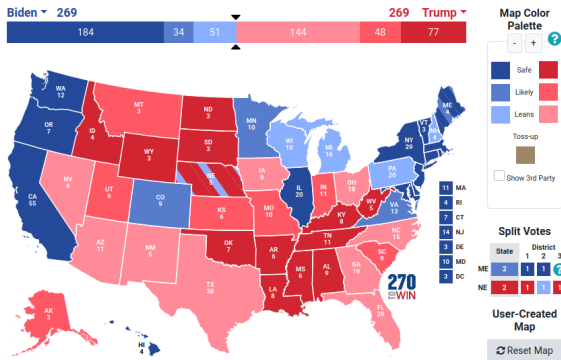 Biden 269
269 Trump
184 34 51 144 48 77
Map Color
Palette
- + ?
Safe
Likely
Leans
Toss-up
Show 3rd Party
WA
12
OR
7
CA
55
NV
6
ID
4
MT
3
WY
3
UT
6
AZ
11
CO
9
NM
5
ND
3
SD
3
NE
5
KS
6
OK
7
TX
38
MN
10
IA
6
MO
10
AR
6
LA
8
WI
10
IL
20
MI
16
IN
11
OH
18
KY
8
TN
11
MS
6
AL
9
GA
16
FL
29
SC
9
NC
15
VA
13
WV
5
PA
20
NY
29
VT
3
NH
4
ME
4
AK
3
HI
4
11 MA
4 RI
7 CT
14 NJ
3 DE
10 MD
3 DC
270
TO WIN
Split Votes
State District
1 2 3
ME 2 1 1 ?
NE 2 1 1 1
User-Created
Map
Reset Map